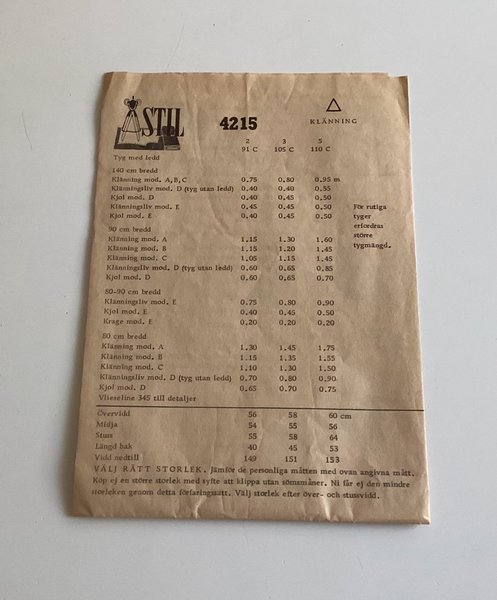 STIL
4215
KLÄNNING
2 3 5
91 C 105 C 110 C
Tyg med ledd
140 cm bredd
Klänning mod. A,B,C 0.75 0.80 0.95 m
Klänningsliv mod. D (tyg utan ledd) 0.40 0.40 0.55
Kjol mod. D 0.40 0.45 0.50
Klänningsliv mod. E 0.45 0.45 0.50
Kjol mod. E 0.40 0.45 0.50
För rutiga
tyger
erfordras
större
tygmängd.
90 cm bredd
Klänning mod. A 1.15 1.30 1.60
Klänning mod. B 1.15 1.20 1.45
Klänning mod. C 1.05 1.15 1.45
Klänningsliv mod. D (tyg utan ledd) 0.60 0.65 0.85
Kjol mod. D 0.60 0.65 0.70
80-90 cm bredd
Klänningsliv mod. E 0.75 0.80 0.90
Kjol mod. E 0.40 0.45 0.50
Krage mod. E 0.20 0.20 0.20
80 cm bredd
Klänning mod. A 1.30 1.45 1.75
Klänning mod. B 1.15 1.35 1.55
Klänning mod. C 1.10 1.30 1.50
Klänningsliv mod. D (tyg utan ledd) 0.70 0.80 0.90
Kjol mod. D 0.65 0.70 0.75
Vlieseline 345 till detaljer
Övervidd 56 58 60 cm
Midja 54 55 56
Stuss 55 58 64
Längd bak 40 45 53
Vidd nedtill 149 151 153
VÄLJ RÄTT STORLEK. Jämför de personliga måtten med ovan angivna mått.
Köp ej en större storlek med syfte att klippa utan sömsmåner. Ni får ej den mindre
storleken genom detta förfaringssätt. Välj storlek efter över- och stussvidd.